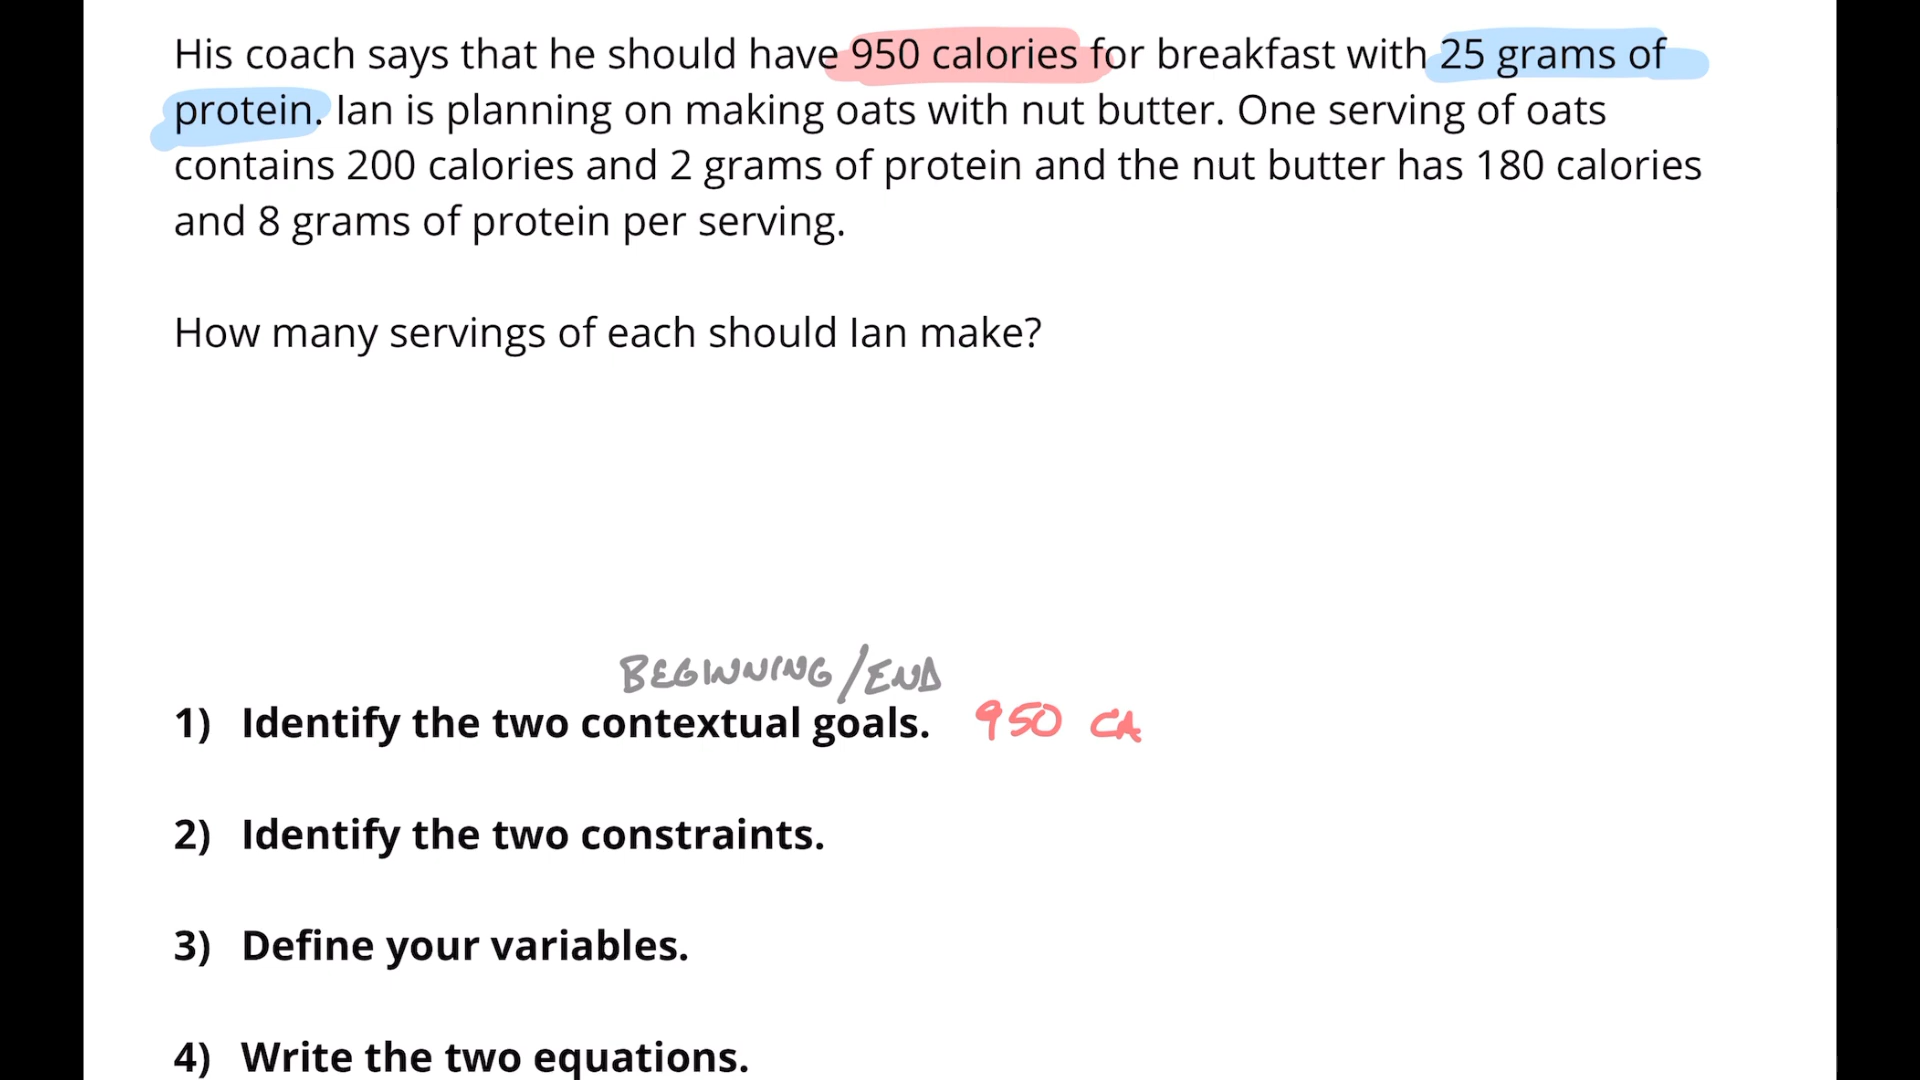 His coach says that he should have 950 calories for breakfast with 25 grams of
protein. Ian is planning on making oats with nut butter. One serving of oats
contains 200 calories and 2 grams of protein and the nut butter has 180 calories
and 8 grams of protein per serving.
How many servings of each should Ian make?
BEGINNING/END
1) Identify the two contextual goals. 950 CA
2) Identify the two constraints.
3) Define your variables.
4) Write the two equations.